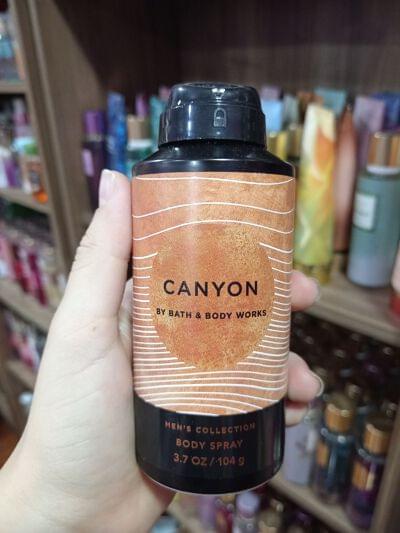 CANYON
BY BATH & BODY WORKS
MEN'S COLLECTION
BODY SPRAY
3.7 OZ / 104 g